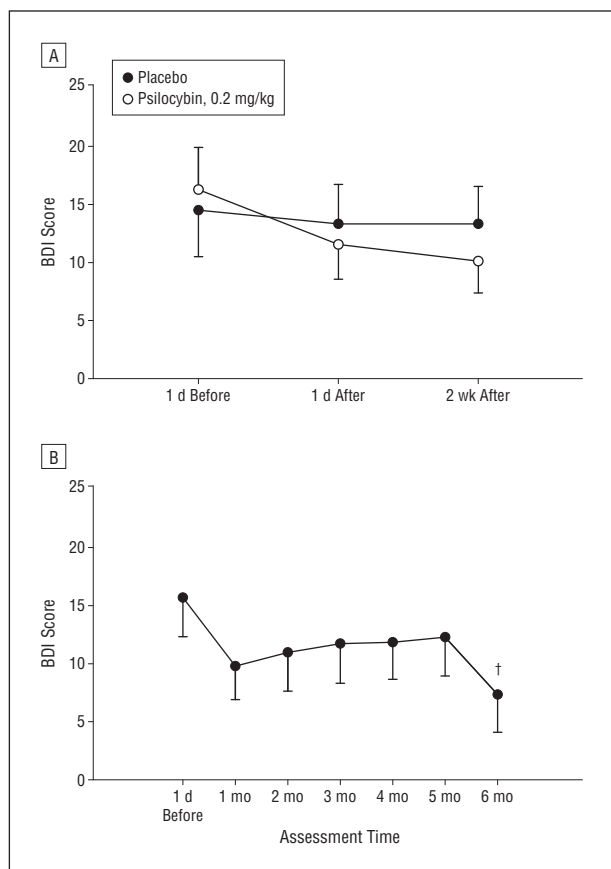 A
Placebo
Psilocybin, 0.2 mg/kg
25
20
15
10
5
0
BDI Score
1 d Before
1 d After
2 wk After
B
25
20
15
10
5
0
BDI Score
1 d
Before
1 mo
2 mo
3 mo
4 mo
5 mo
6 mo
†
Assessment Time